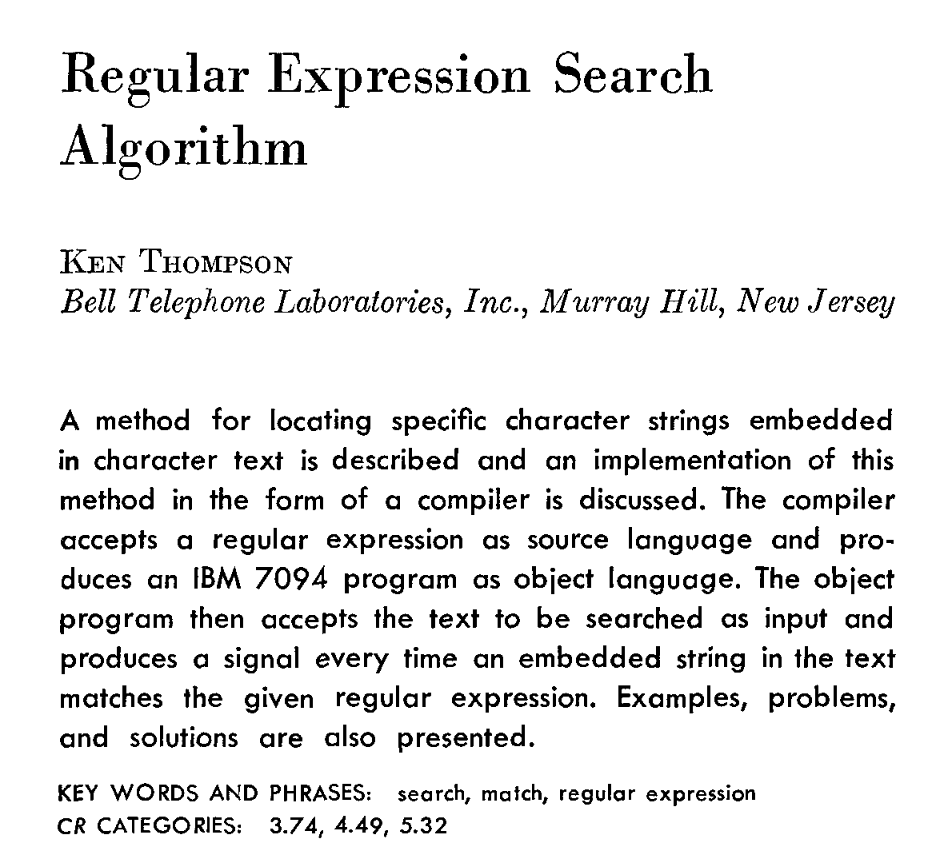 Regular Expression Search
Algorithm
KEN THOMPSON
Bell Telephone Laboratories, Inc., Murray Hill, New Jersey
A method for locating specific character strings embedded
in character text is described and an implementation of this
method in the form of a compiler is discussed. The compiler
accepts a regular expression as source language and pro-
duces an IBM 7094 program as object language. The object
program then accepts the text to be searched as input and
produces a signal every time an embedded string in the text
matches the given regular expression. Examples, problems,
and solutions are also presented.
KEY WORDS AND PHRASES: search, match, regular expression
CR CATEGORIES: 3.74, 4.49, 5.32